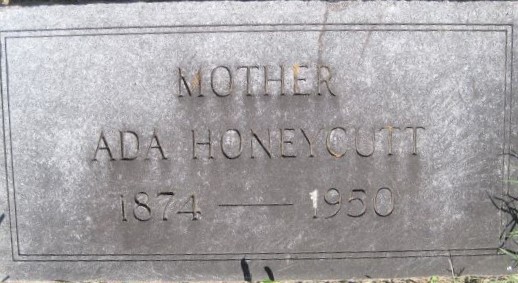 MOTHER
ADA HONEYCUTT
1874 — 1950